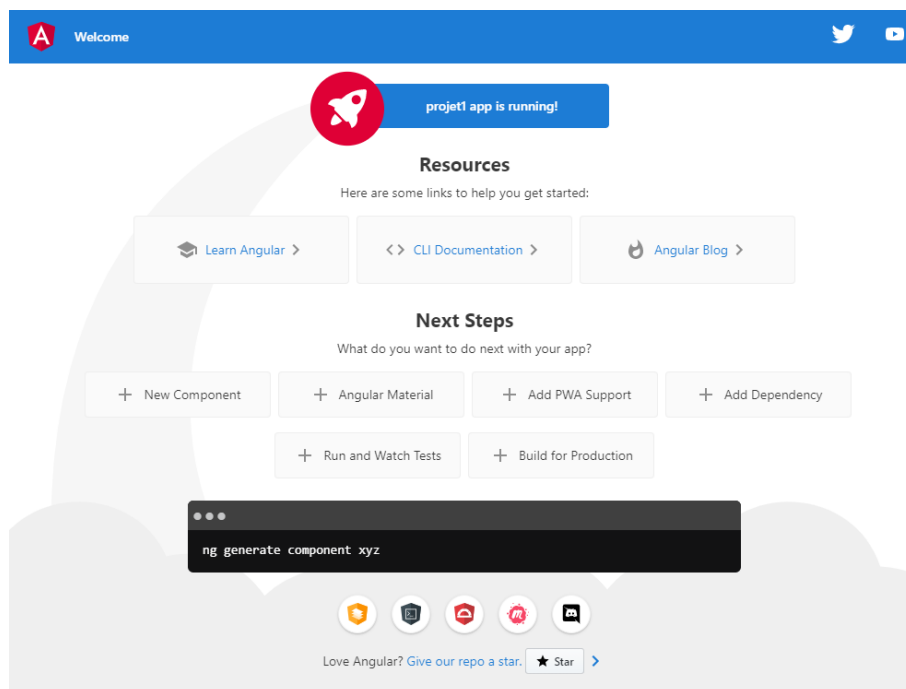 Welcome
projet1 app is running!
Resources
Here are some links to help you get started:
Learn Angular
CLI Documentation
Angular Blog
Next Steps
What do you want to do next with your app?
New Component
Angular Material
Add PWA Support
Add Dependency
Run and Watch Tests
Build for Production
ng generate component xyz
Love Angular? Give our repo a star. Star